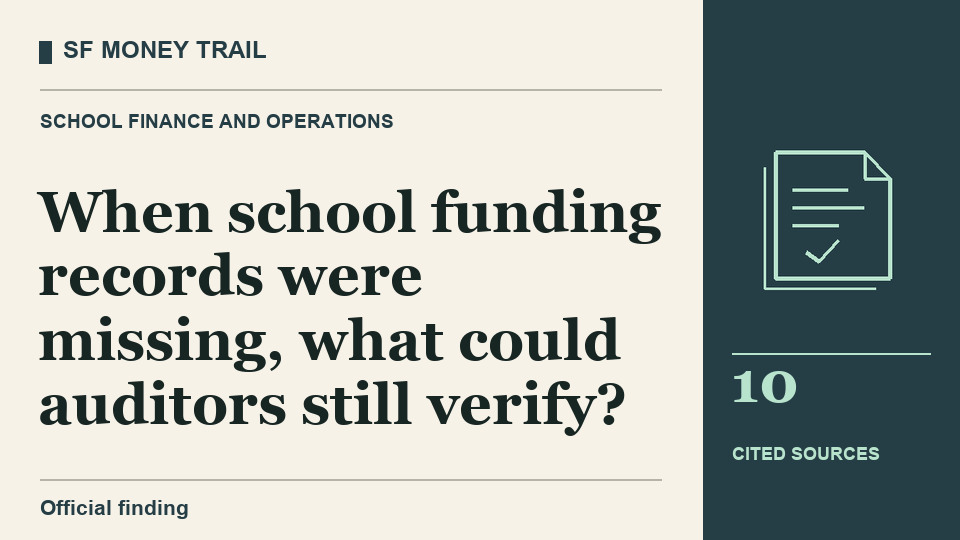 SF MONEY TRAIL
SCHOOL FINANCE AND OPERATIONS
When school funding
records were
missing, what could
auditors still verify?
Official finding
10
CITED SOURCES